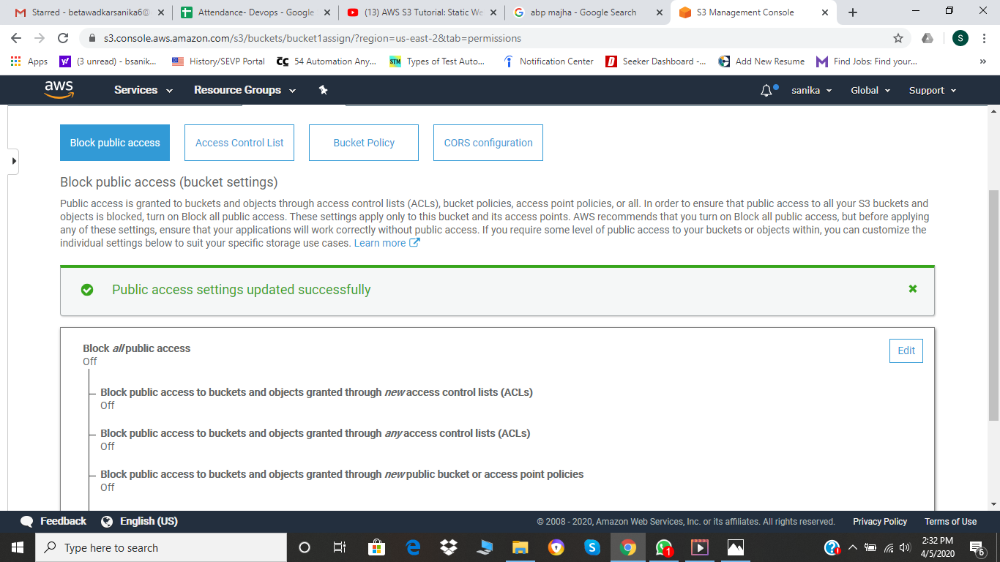 Starred - betawadkarsanika6@
Attendance- Devops - Google
(13) AWS S3 Tutorial: Static We
abp majha - Google Search
S3 Management Console
s3.console.aws.amazon.com/s3/buckets/bucket1assign/?region=us-east-2&tab=permissions
S
Apps
(3 unread) - bsanik...
History/SEVP Portal
54 Automation Any...
STM
Types of Test Auto...
Notification Center
D
Seeker Dashboard -...
Add New Resume
Find Jobs: Find your...
aws
Services
Resource Groups
sanika
Global
Support
Block public access
Access Control List
Bucket Policy
CORS configuration
Block public access (bucket settings)
Public access is granted to buckets and objects through access control lists (ACLs), bucket policies, access point policies, or all. In order to ensure that public access to all your S3 buckets and
objects is blocked, turn on Block all public access. These settings apply only to this bucket and its access points. AWS recommends that you turn on Block all public access, but before applying
any of these settings, ensure that your applications will work correctly without public access. If you require some level of public access to your buckets or objects within, you can customize the
individual settings below to suit your specific storage use cases. Learn more
Public access settings updated successfully
Block all public access
Off
Edit
Block public access to buckets and objects granted through new access control lists (ACLs)
Off
Block public access to buckets and objects granted through any access control lists (ACLs)
Off
Block public access to buckets and objects granted through new public bucket or access point policies
Off
Feedback
English (US)
© 2008 - 2020, Amazon Web Services, Inc. or its affiliates. All rights reserved.
Privacy Policy
Terms of Use
Type here to search
1
2:32 PM
4/5/2020
6